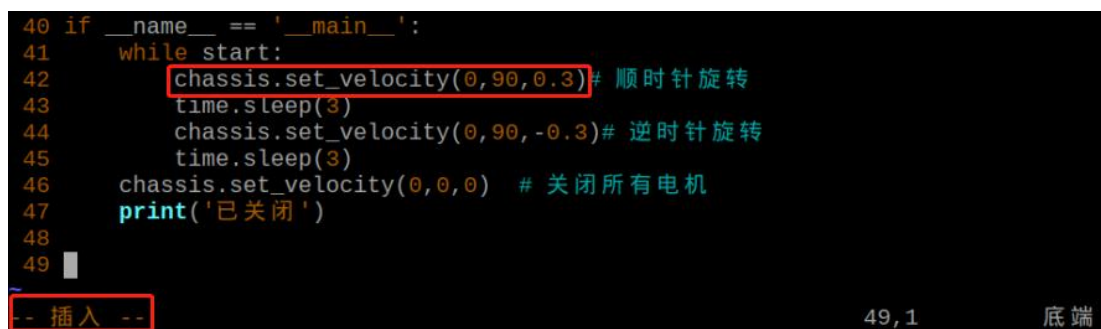 40 if __name__ == '__main__':
41     while start:
42         chassis.set_velocity(0,90,0.3)# 顺时针旋转
43         time.sleep(3)
44         chassis.set_velocity(0,90,-0.3)# 逆时针旋转
45         time.sleep(3)
46     chassis.set_velocity(0,0,0)  # 关闭所有电机
47     print('已关闭')
48
49
~
-- 插入 -- 49,1 底端